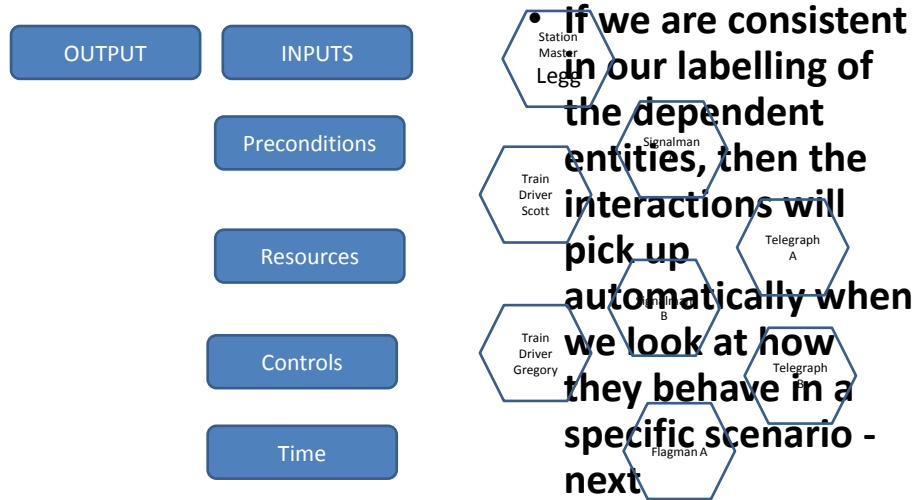 OUTPUT
INPUTS
Preconditions
Resources
Controls
Time
• If we are consistent
in our labelling of
the dependent
entities, then the
interactions will
pick up
automatically when
we look at how
they behave in a
specific scenario -
next
Station
Master
Legg
Signalman
Train
Driver
Scott
Telegraph
A
Signalman
B
Train
Driver
Gregory
Telegraph
B
Flagman A